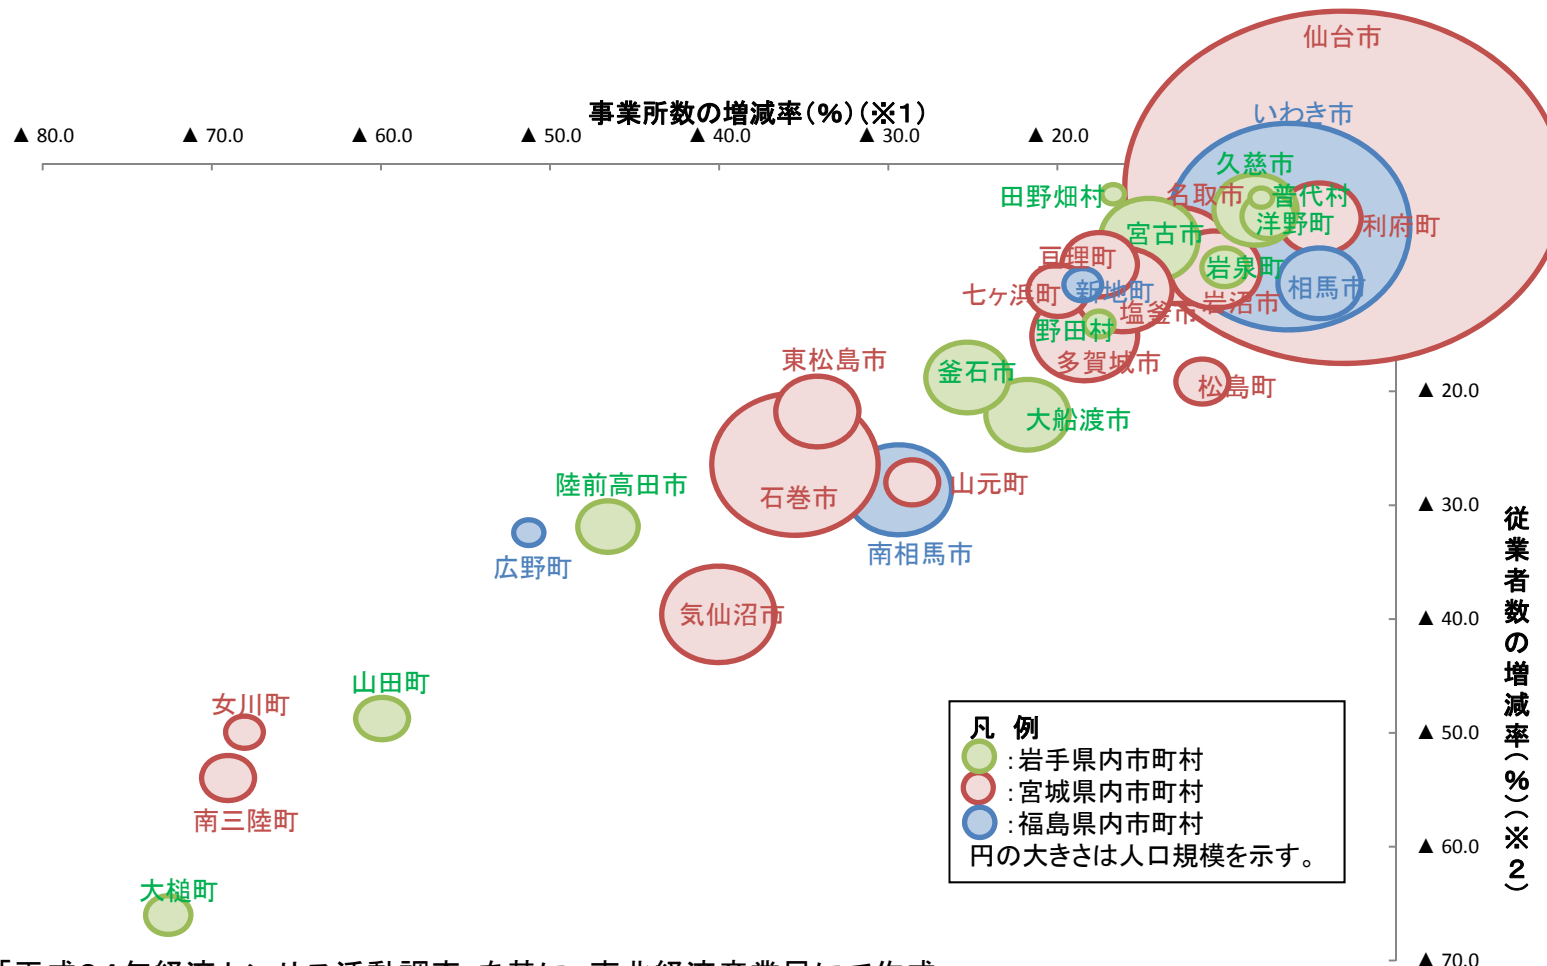 仙台市
事業所数の増減率(%)(※1)
いわき市
▲ 80.0
▲ 70.0
▲ 60.0
▲ 50.0
▲ 40.0
▲ 30.0
▲ 20.0
久慈市
田野畑村
名取市
普代村
宮古市
洋野町
利府町
亘理町
岩泉町
七ヶ浜町
新地町
相馬市
塩釜市
岩沼市
野田村
東松島市
多賀城市
釜石市
松島町
▲ 20.0
大船渡市
陸前高田市
石巻市
山元町
▲ 30.0
従業者数の増減率(%)(※2)
広野町
南相馬市
気仙沼市
▲ 40.0
山田町
女川町
▲ 50.0
南三陸町
凡 例
:岩手県内市町村
:宮城県内市町村
:福島県内市町村
円の大きさは人口規模を示す。
▲ 60.0
大槌町
▲ 70.0